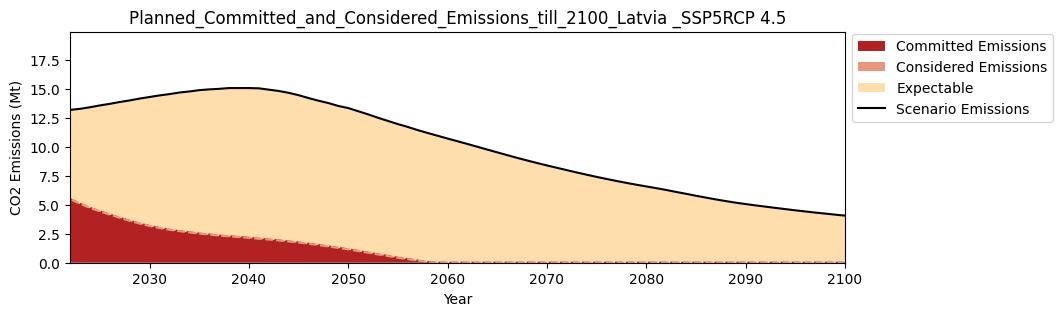 Planned_Committed_and_Considered_Emissions_till_2100_Latvia _SSP5RCP 4.5
CO2 Emissions (Mt)
17.5
15.0
12.5
10.0
7.5
5.0
2.5
0.0
2030 2040 2050 2060 2070 2080 2090 2100
Year
Committed Emissions
Considered Emissions
Expectable
Scenario Emissions